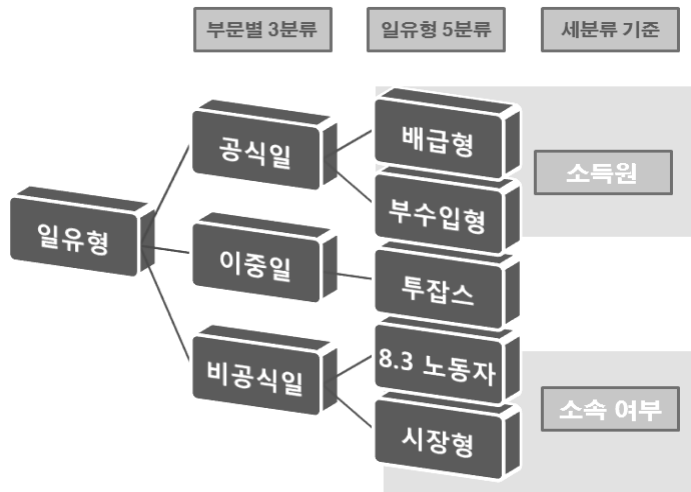 부문별 3분류
일유형 5분류
세분류 기준
일유형
공식일
이중일
비공식일
배급형
부수입형
투잡스
8.3 노동자
시장형
소득원
소속 여부